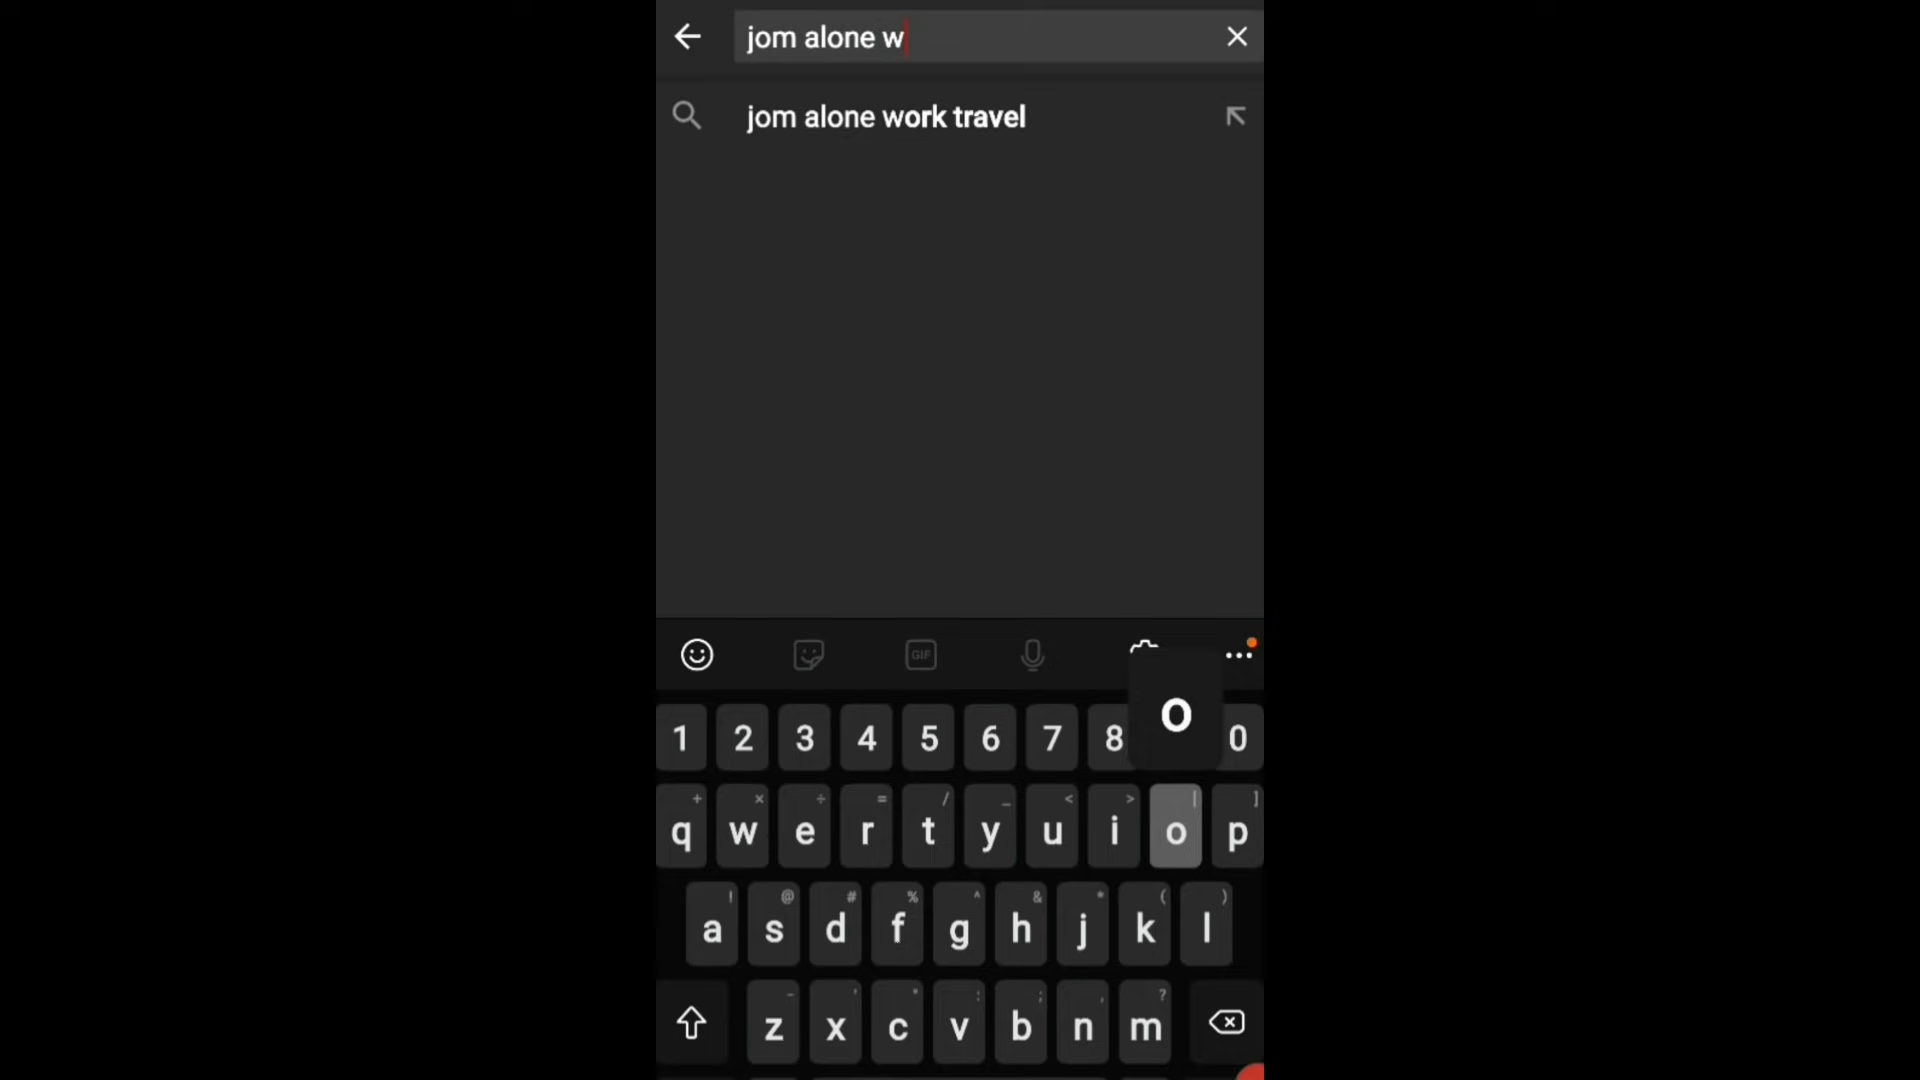 jom alone w
jom alone work travel
GIF
o
1 2 3 4 5 6 7 8 0
+ × ÷ = / _ < > | ]
q w e r t y u i o p
! @ # % ^ & * ( )
a s d f g h j k l
- ' " : ; , ?
z x c v b n m